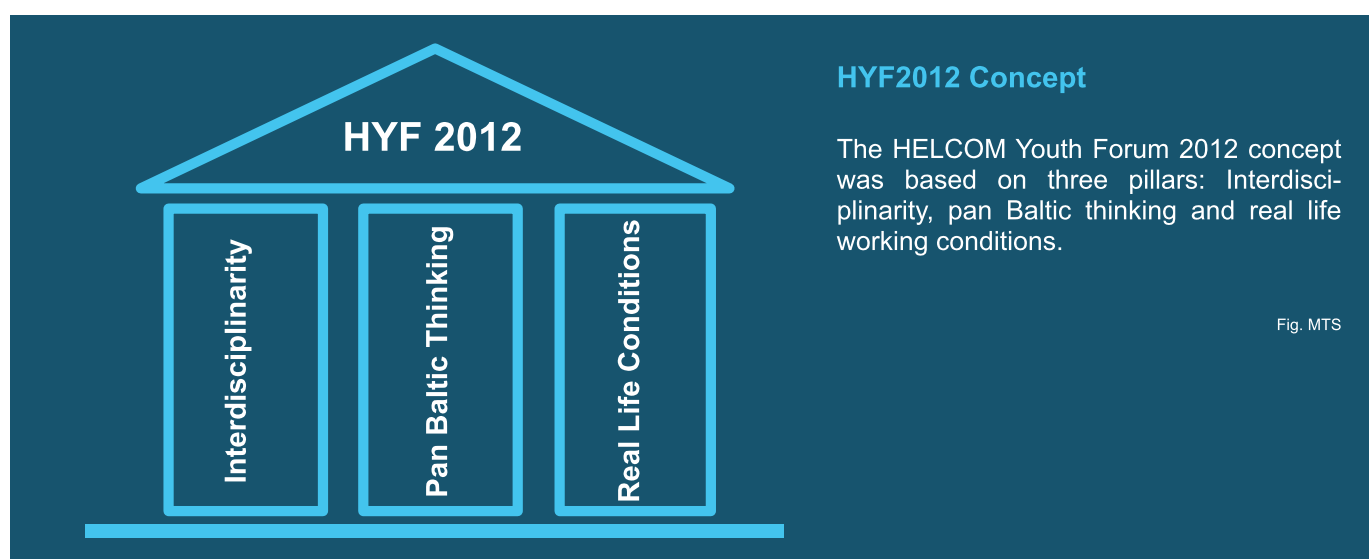 HYF 2012
Interdisciplinarity
Pan Baltic Thinking
Real Life Conditions
HYF2012 Concept
The HELCOM Youth Forum 2012 concept
was based on three pillars: Interdisci-
plinarity, pan Baltic thinking and real life
working conditions.
Fig. MTS